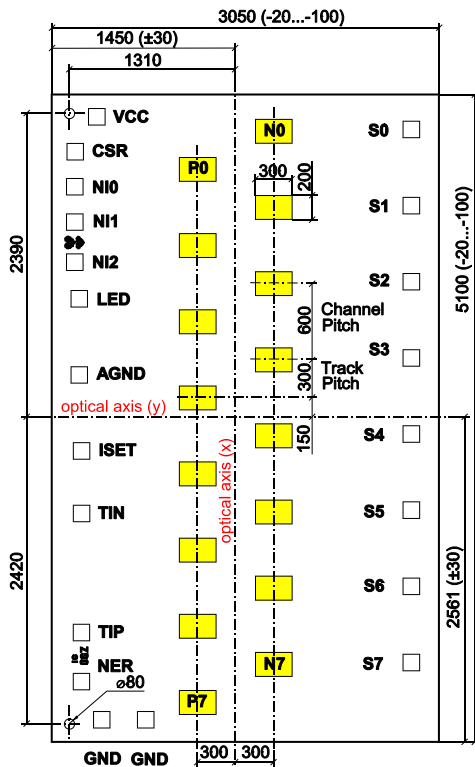 3050 (-20...-100)
1450 (±30)
1310
VCC
N0
S0
CSR
P0
NI0
300
200
NI1
S1
NI2
2390
5100 (-20...-100)
LED
S2
600
Channel
Pitch
S3
AGND
300
Track
Pitch
optical axis (y)
150
S4
ISET
optical axis (x)
TIN
S5
2420
S6
2561 (±30)
TIP
NER
N7
S7
⌀80
P7
GND GND
300 300